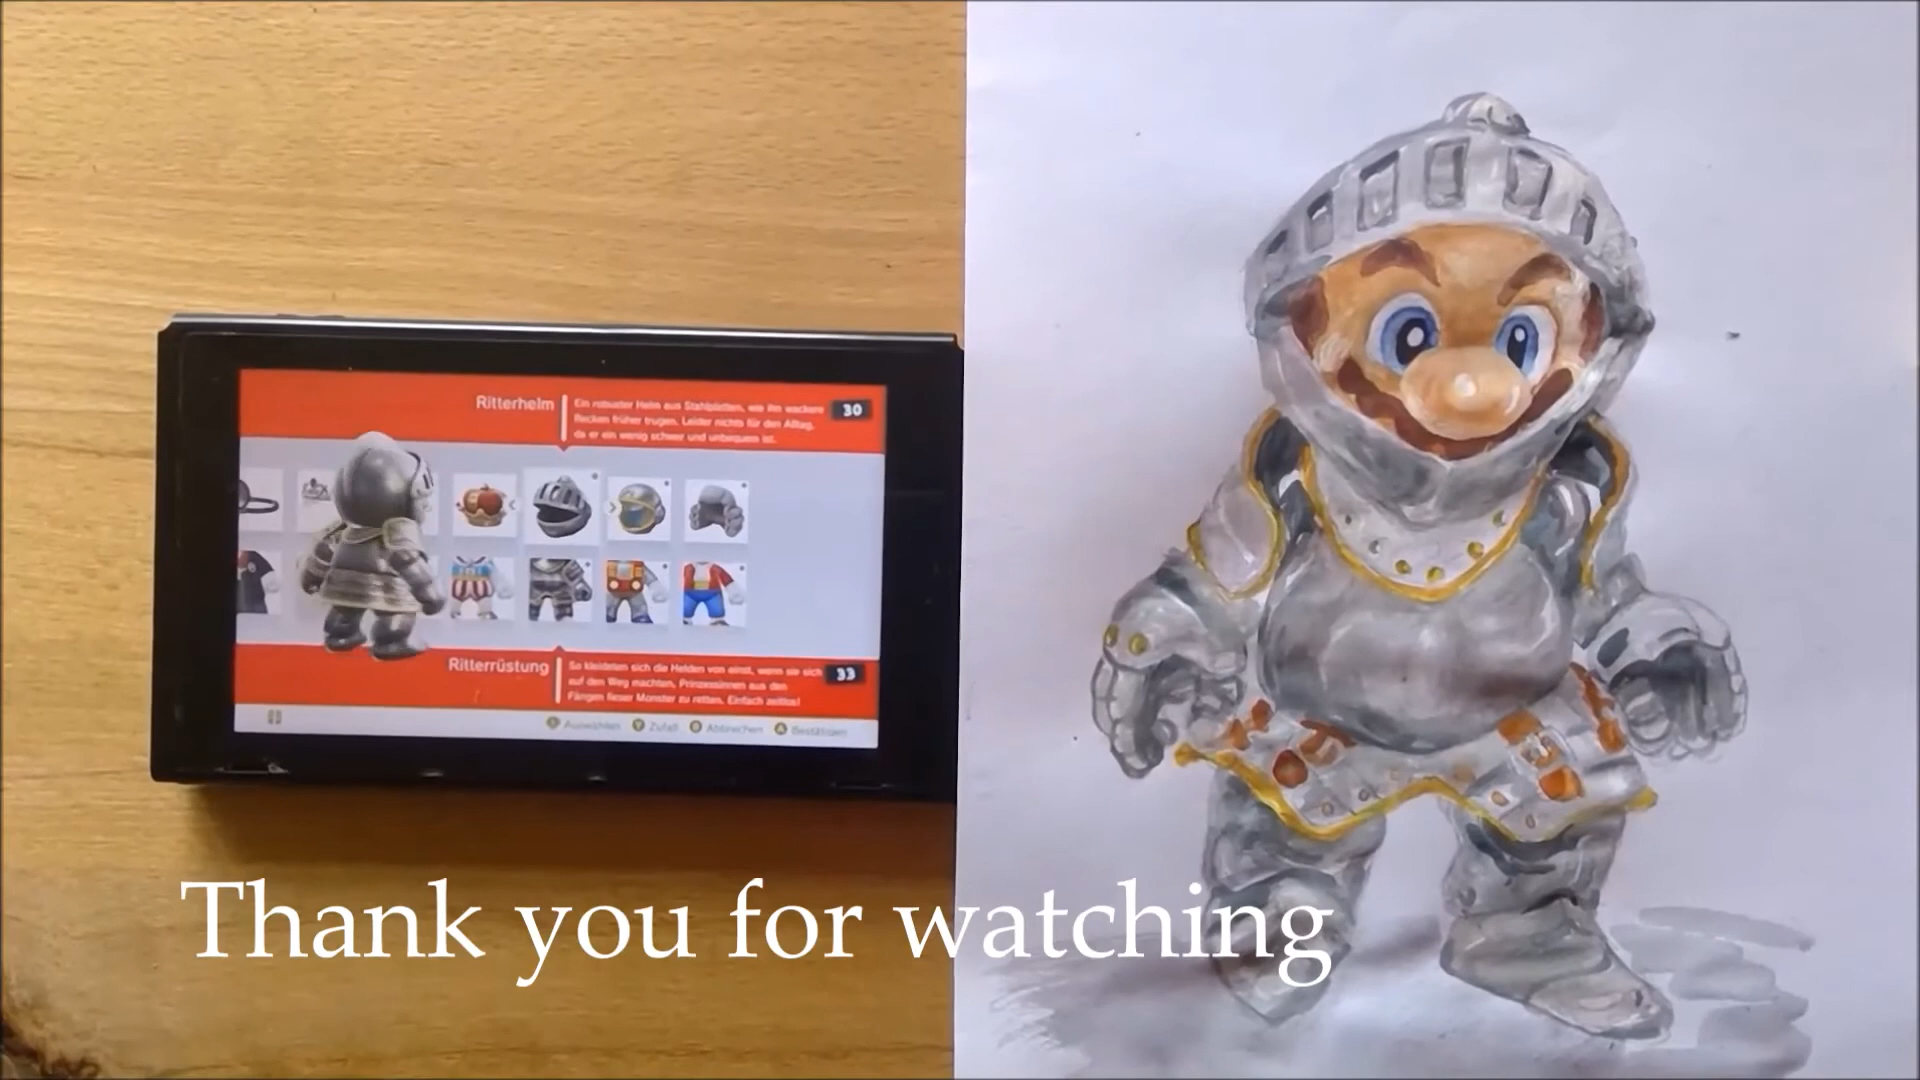 Ritterhelm
Ein robuster Helm aus Stahlplatten, wie ihn wackere
Recken früher trugen. Leider nichts für den Alltag,
da er ein wenig schwer und unbequem ist.
30
Ritterrüstung
So kleideten sich die Helden von einst, wenn sie sich
auf den Weg machten, Prinzessinnen aus den
Fängen fieser Monster zu retten. Einfach zeitlos!
33
Auswählen Y Zufall B Abbrechen A Bestätigen
Thank you for watching